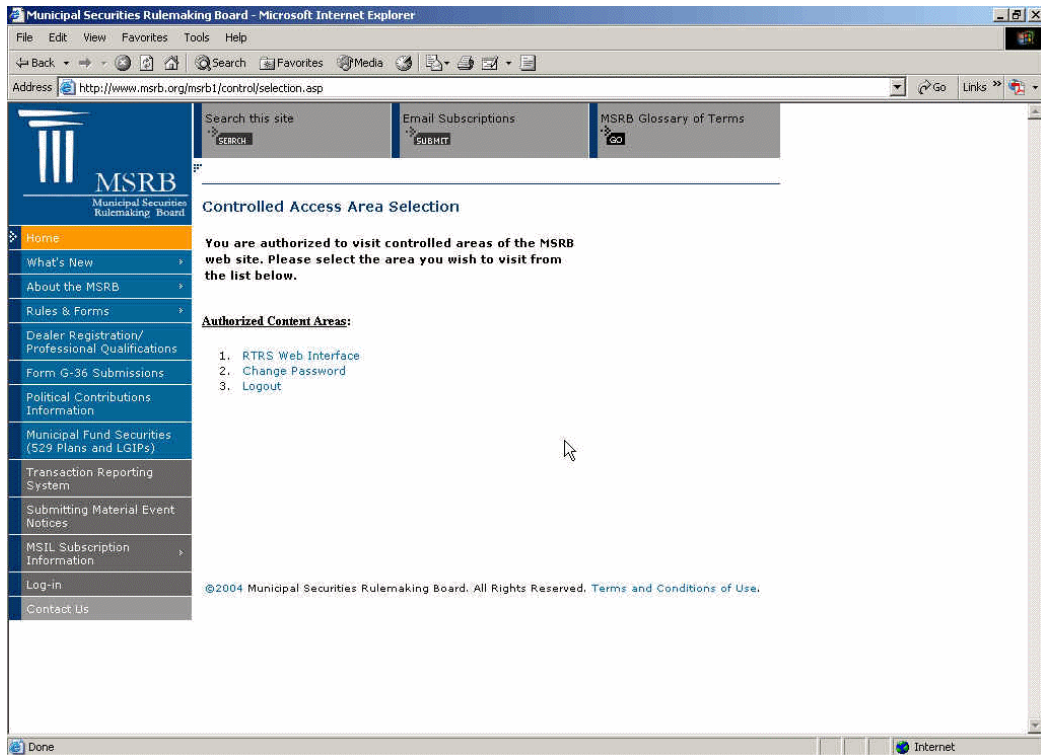 Municipal Securities Rulemaking Board - Microsoft Internet Explorer
File Edit View Favorites Tools Help
Back Search Favorites Media
Address http://www.msrb.org/msrb1/control/selection.asp Go Links »
MSRB
Municipal Securities
Rulemaking Board
Search this site
SEARCH
Email Subscriptions
SUBMIT
MSRB Glossary of Terms
GO
Home
What's New
About the MSRB
Rules & Forms
Dealer Registration/
Professional Qualifications
Form G-36 Submissions
Political Contributions
Information
Municipal Fund Securities
(529 Plans and LGIPs)
Transaction Reporting
System
Submitting Material Event
Notices
MSIL Subscription
Information
Log-in
Contact Us
Controlled Access Area
Selection
You are authorized to visit controlled areas of the MSRB
web site. Please select the area you wish to visit from
the list below.
Authorized Content Areas:
1. RTRS Web Interface
2. Change Password
3. Logout
©2004 Municipal Securities Rulemaking Board. All Rights Reserved. Terms and Conditions of Use.
Done Internet